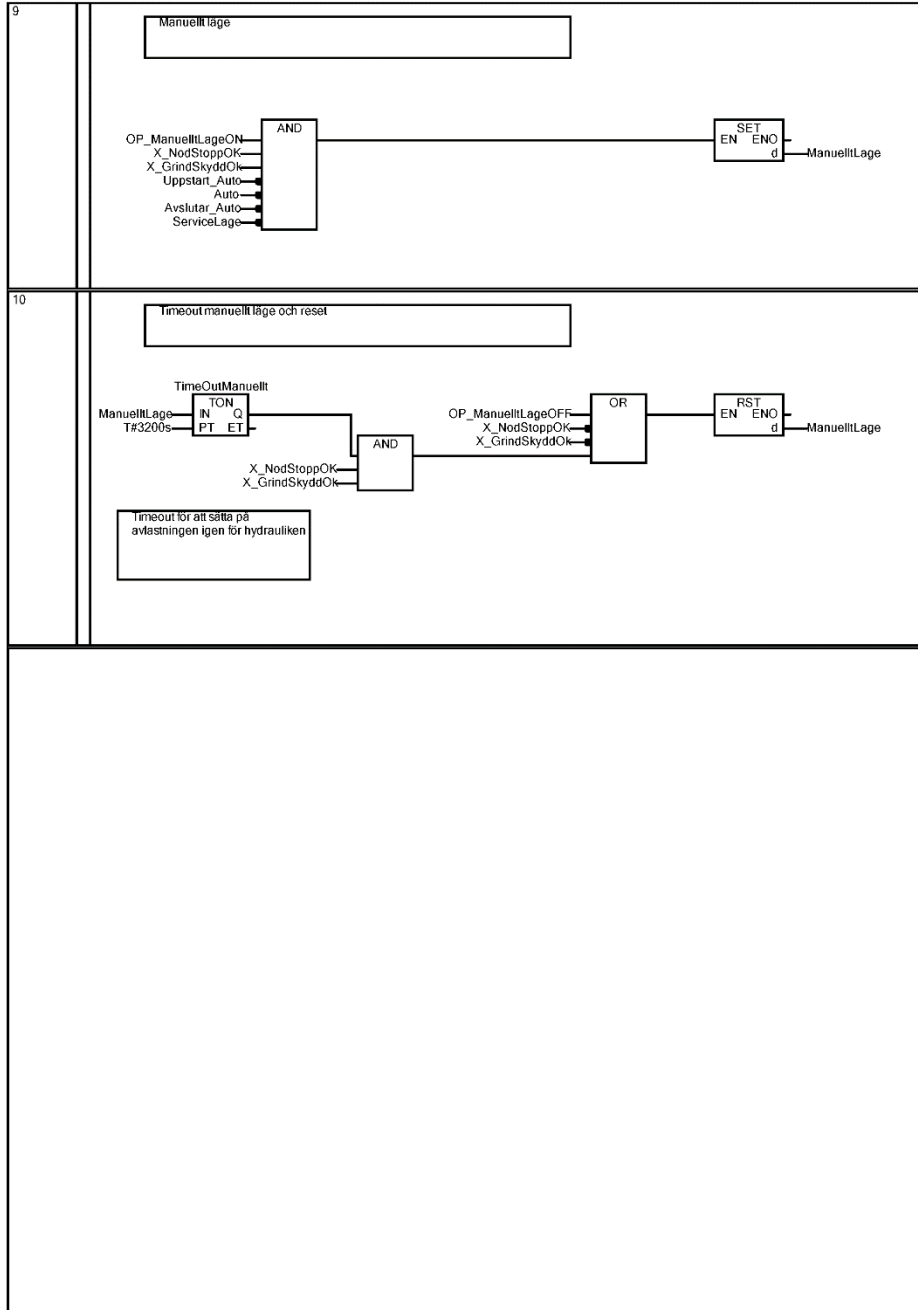 9
Manuellt läge
AND
SET
OP_ManuelltLageON
EN ENO
X_NodStoppOK
d
ManuelltLage
X_GrindSkyddOk
Uppstart_Auto
Auto
Avslutar_Auto
ServiceLage
10
Timeout manuellt läge och reset
TimeOutManuellt
TON
OR
RST
ManuelltLage
IN Q
OP_ManuelltLageOFF
EN ENO
T#3200s
PT ET
X_NodStoppOK
d
ManuelltLage
X_GrindSkyddOk
AND
X_NodStoppOK
X_GrindSkyddOk
Timeout för att sätta på
avlastningen igen för hydrauliken